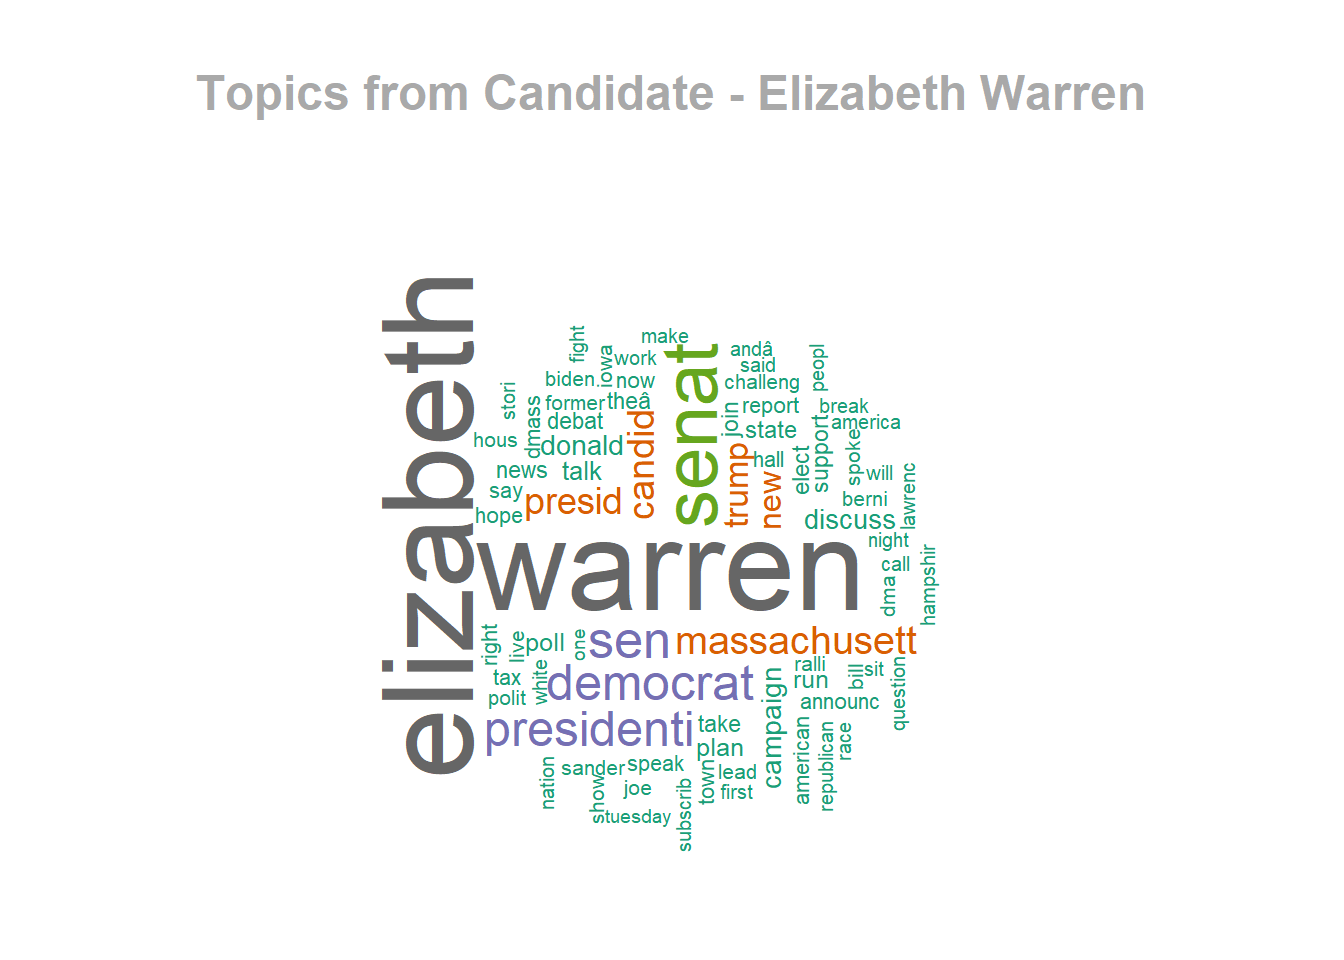 Topics from Candidate - Elizabeth Warren
elizabeth
warren
senat
sen
massachusett
democrat
presidenti
presid
candid
trump
new
make
fight
iowa
work
biden
now
andâ
said
challeng
peopl
stori
dmass
former
theâ
debat
join
report
break
america
hous
donald
state
support
spoke
news
talk
hall
elect
will
lawrenc
say
berni
hope
discuss
night
call
dma
hampshir
right
live
poll
one
ralli
run
bill
sit
question
tax
white
polit
announc
campaign
take
plan
american
republican
race
nation
sander
speak
town
lead
show
joe
first
tuesday
subscrib